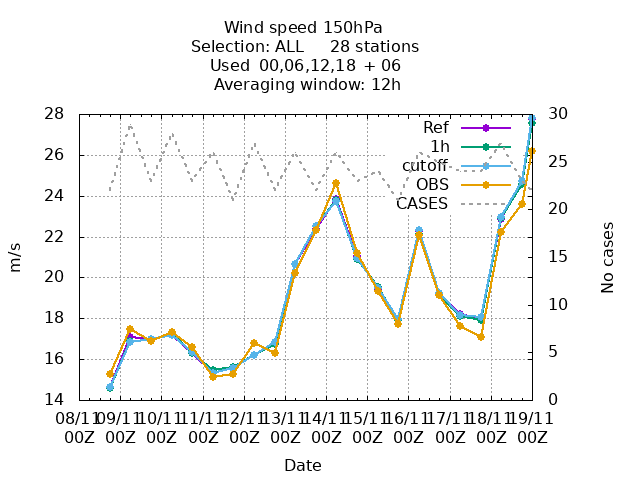 Wind speed 150hPa
Selection: ALL     28 stations
Used 00,06,12,18 + 06
Averaging window: 12h
Ref
1h
cutoff
OBS
CASES
28
26
24
22
20
18
16
14
m/s
30
25
20
15
10
5
0
No cases
08/11 09/11 10/11 11/11 12/11 13/11 14/11 15/11 16/11 17/11 18/11 19/11
00Z 00Z 00Z 00Z 00Z 00Z 00Z 00Z 00Z 00Z 00Z 00Z
Date